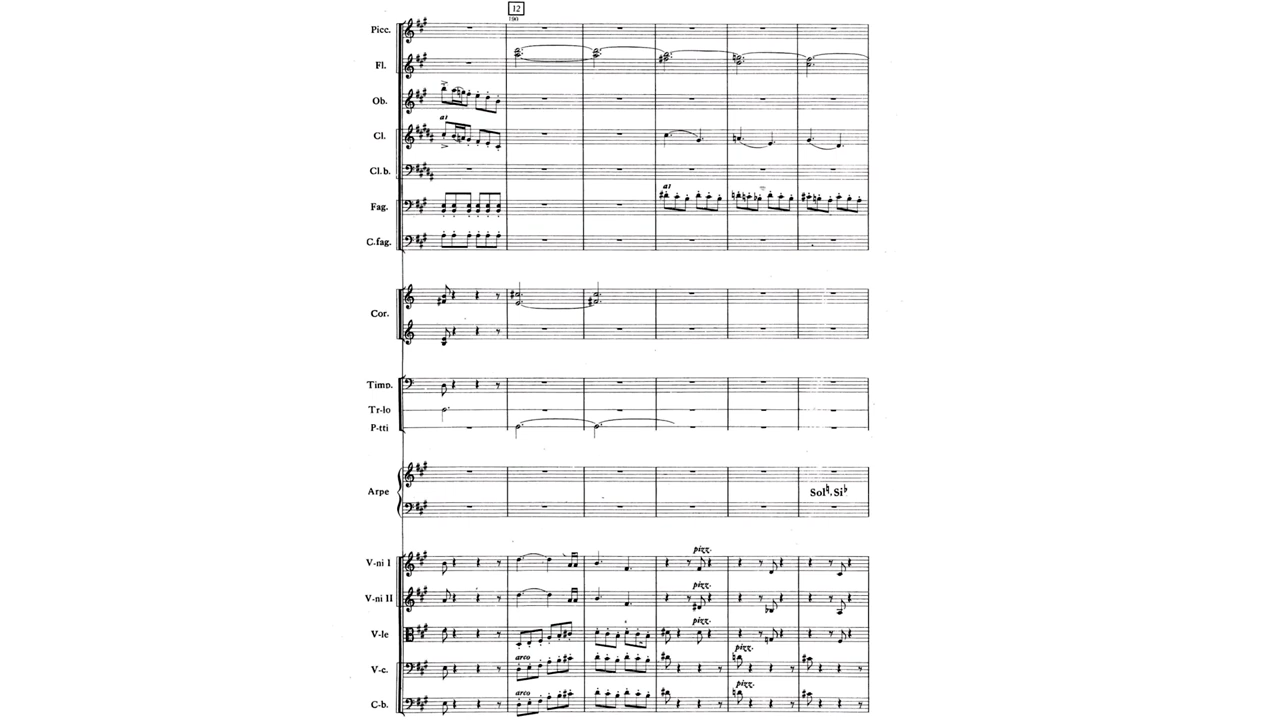 12
190
Picc.
Fl.
Ob.
a1
Cl.
Cl.b.
a1
Fag.
C.fag.
Cor.
Timp.
Tr-lo
P-tti
Arpe
Sol♮.Si♭
pizz.
V-ni I
pizz.
V-ni II
pizz.
V-le
arco pizz.
V-c.
arco pizz.
C-b.